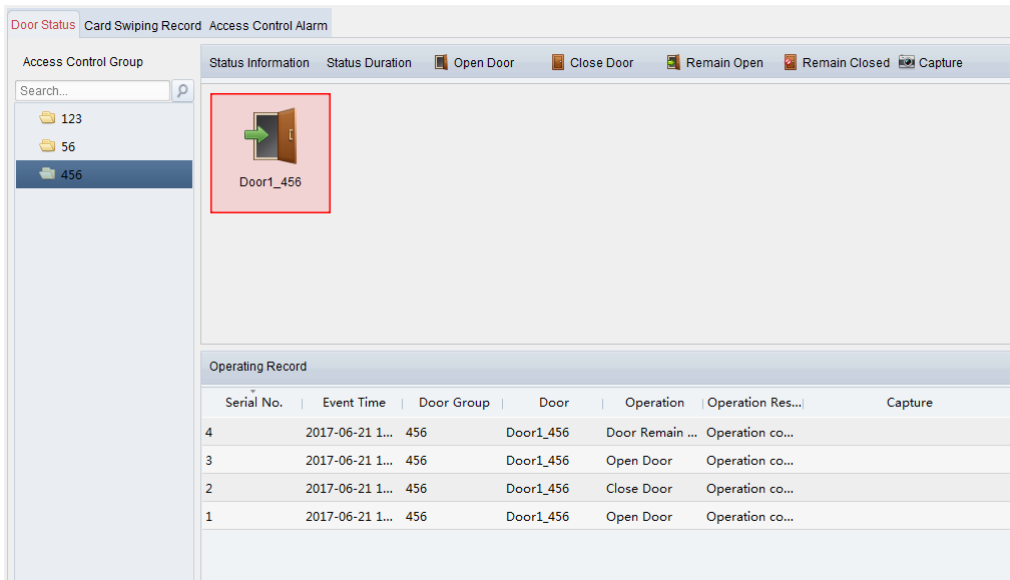 Door Status Card Swiping Record Access Control Alarm
Access Control Group
Search...
123
56
456
Status Information Status Duration Open Door Close Door Remain Open Remain Closed Capture
Door1_456
Operating Record
Serial No. Event Time Door Group Door Operation Operation Res... Capture
4 2017-06-21 1... 456 Door1_456 Door Remain ... Operation co...
3 2017-06-21 1... 456 Door1_456 Open Door Operation co...
2 2017-06-21 1... 456 Door1_456 Close Door Operation co...
1 2017-06-21 1... 456 Door1_456 Open Door Operation co...